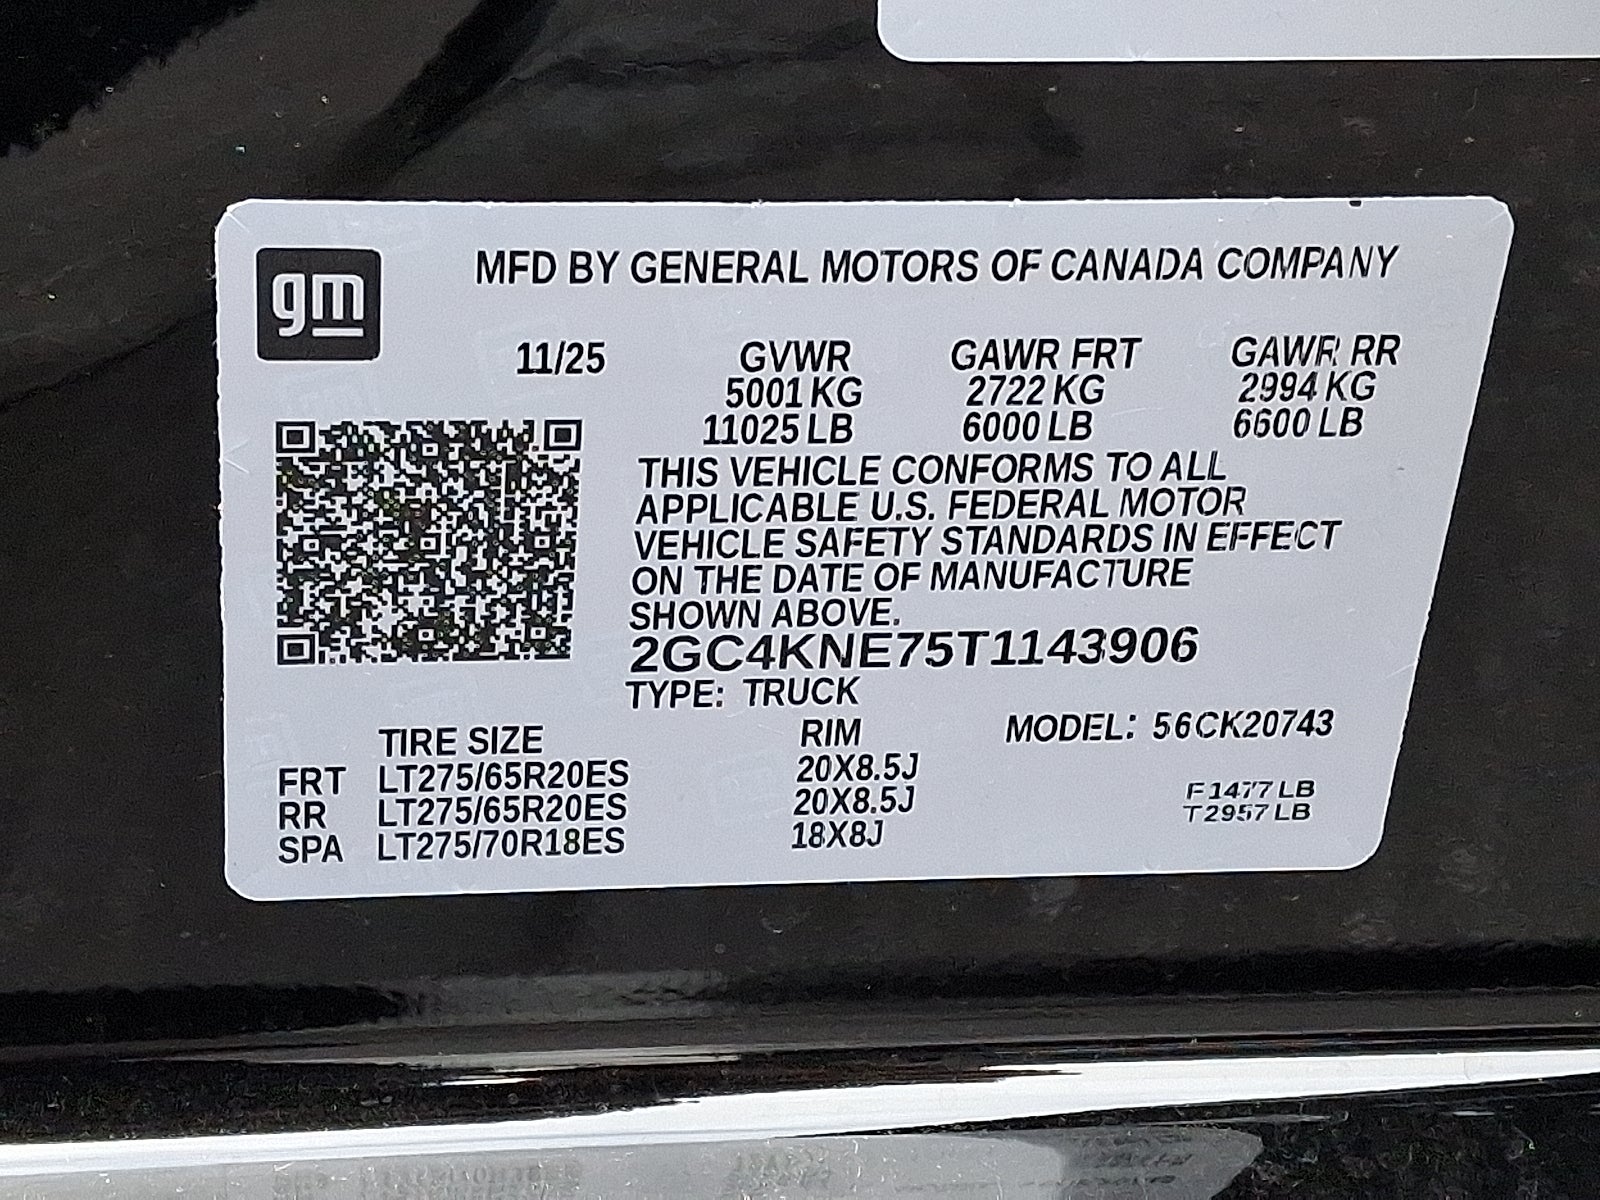 gm
MFD BY GENERAL MOTORS OF CANADA COMPANY
11/25 GVWR GAWR FRT GAWR RR
5001 KG 2722 KG 2994 KG
11025 LB 6000 LB 6600 LB
THIS VEHICLE CONFORMS TO ALL
APPLICABLE U.S. FEDERAL MOTOR
VEHICLE SAFETY STANDARDS IN EFFECT
ON THE DATE OF MANUFACTURE
SHOWN ABOVE.
2GC4KNE75T1143906
TYPE: TRUCK
TIRE SIZE RIM MODEL: 56CK20743
FRT LT275/65R20ES 20X8.5J
RR LT275/65R20ES 20X8.5J
SPA LT275/70R18ES 18X8J
F 1477 LB
T 2957 LB